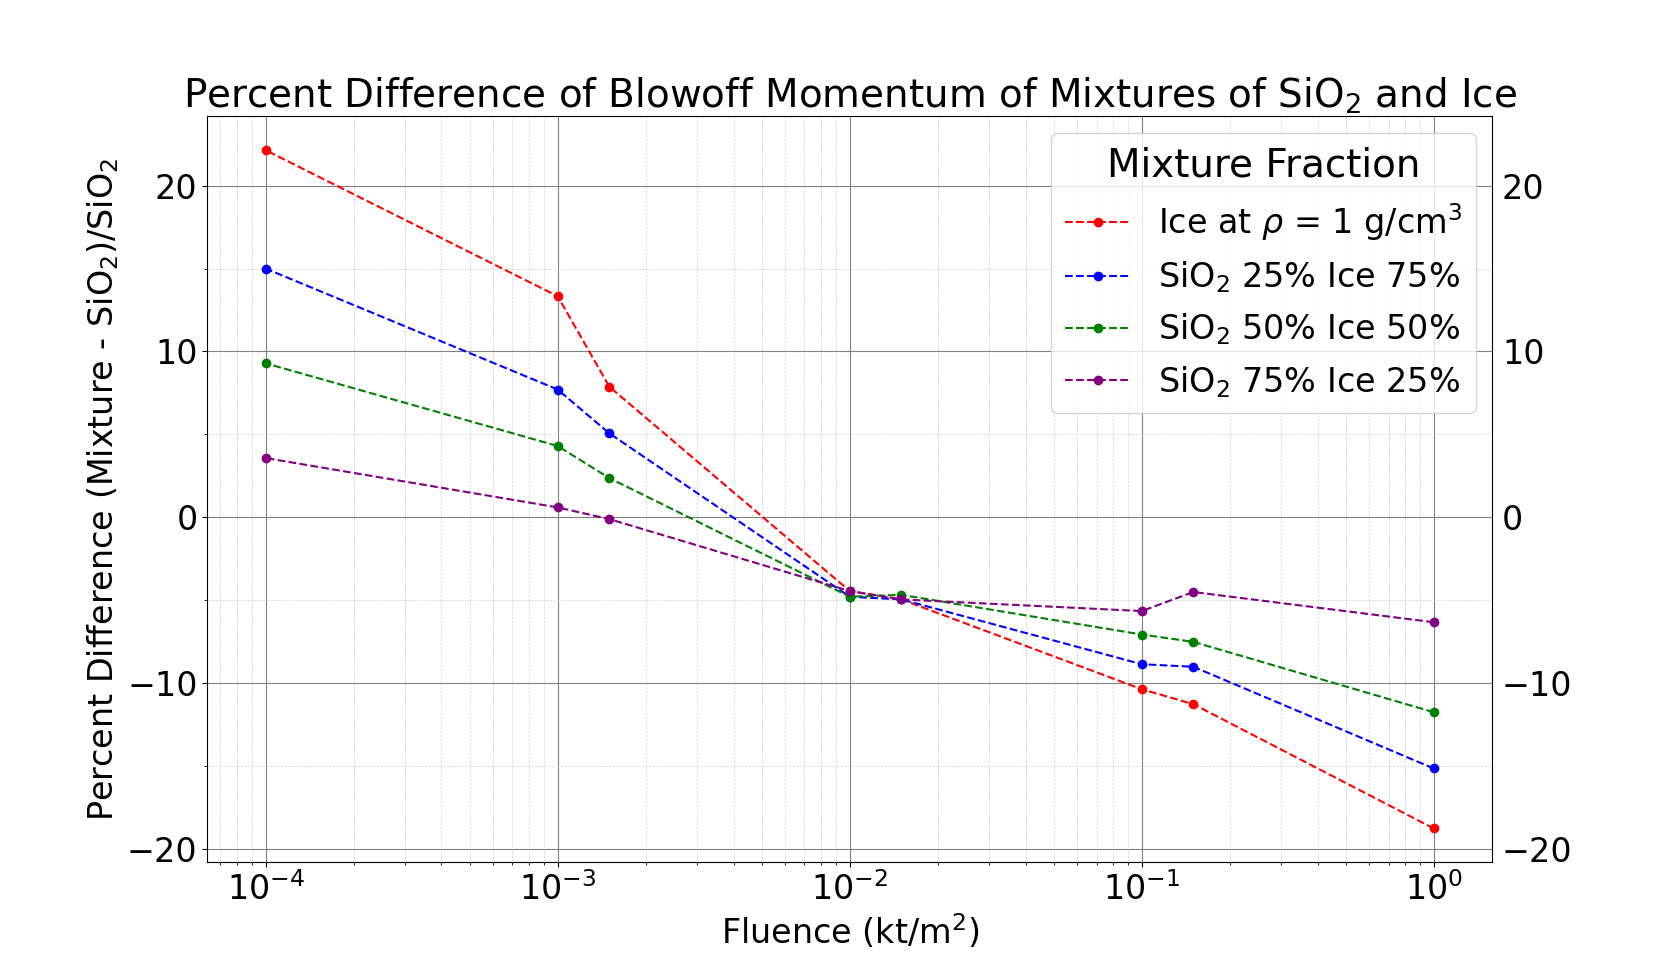 Percent Difference of Blowoff Momentum of Mixtures of SiO₂ and Ice
Percent Difference (Mixture - SiO₂)/SiO₂
20
10
0
−10
−20
20
10
0
−10
−20
Mixture Fraction
Ice at ρ = 1 g/cm³
SiO₂ 25% Ice 75%
SiO₂ 50% Ice 50%
SiO₂ 75% Ice 25%
10⁻⁴ 10⁻³ 10⁻² 10⁻¹ 10⁰
Fluence (kt/m²)